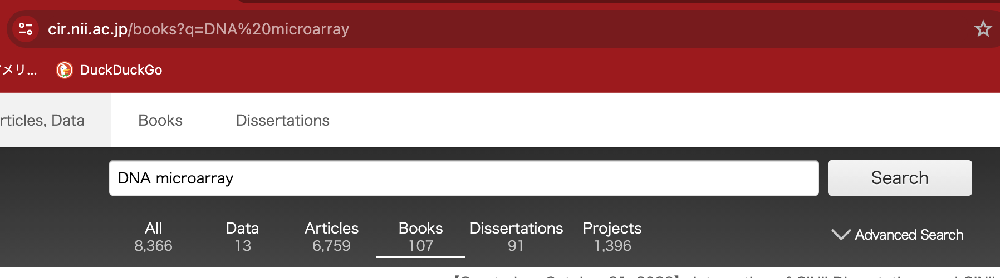 cir.nii.ac.jp/books?q=DNA%20microarray
メリ... DuckDuckGo
rticles, Data Books Dissertations
DNA microarray Search
All Data Articles Books Dissertations Projects
8,366 13 6,759 107 91 1,396
Advanced Search